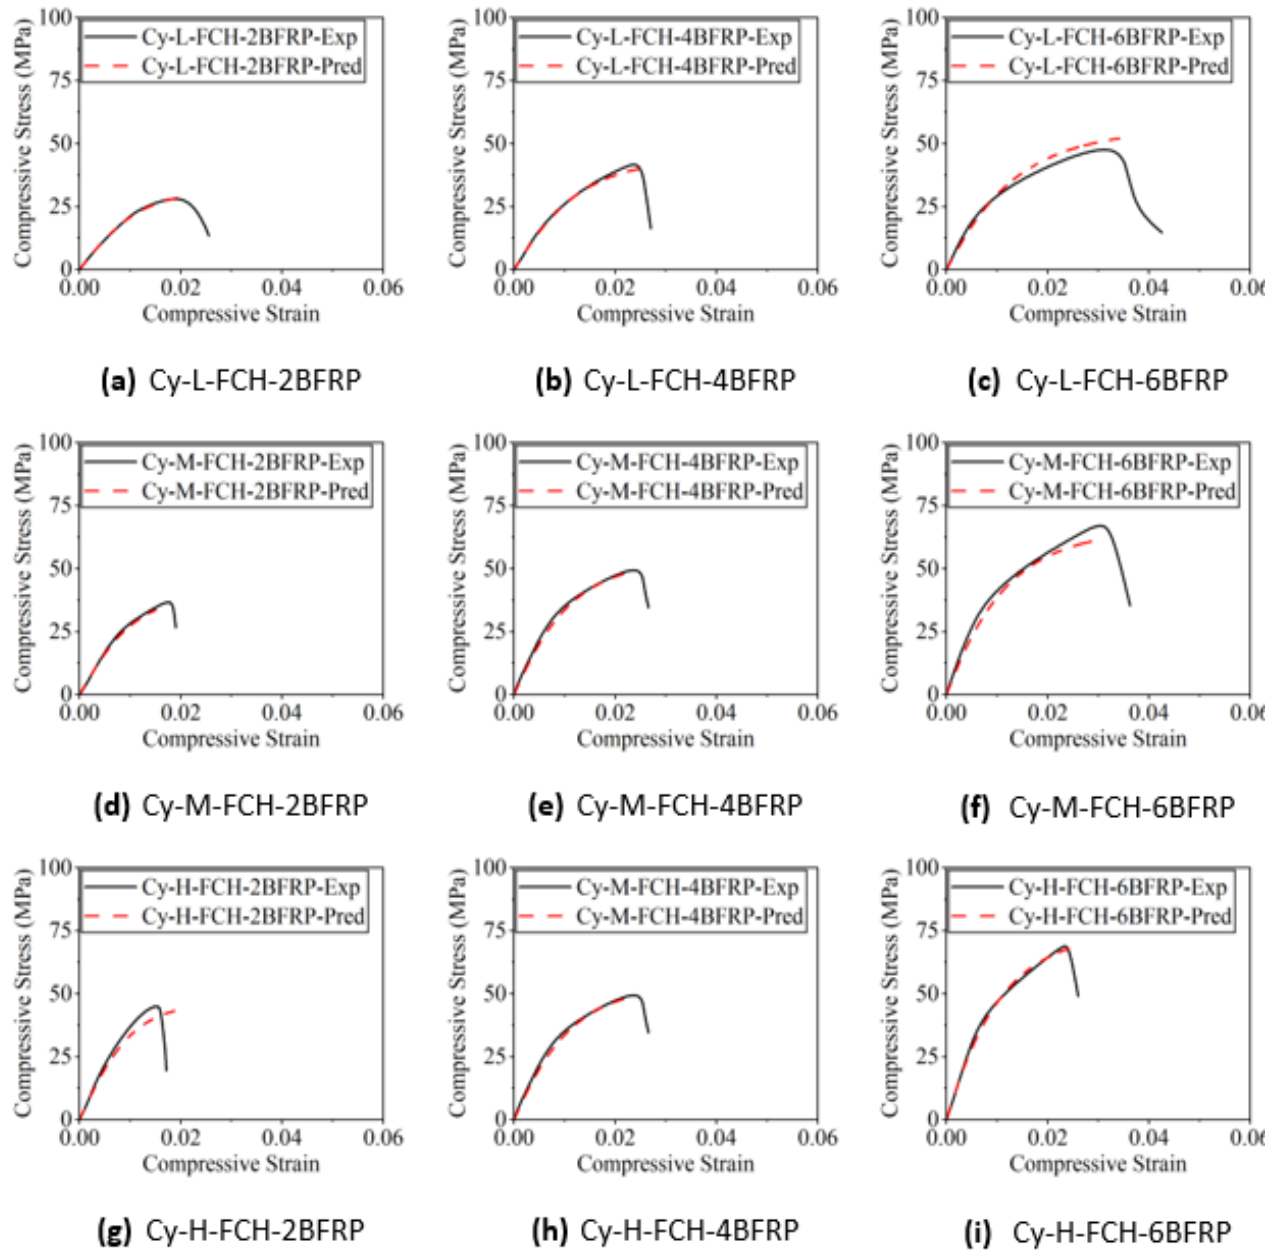 100
75
50
25
0
Compressive Stress (MPa)
Cy-L-FCH-2BFRP-Exp
Cy-L-FCH-2BFRP-Pred
0.00 0.02 0.04 0.06
Compressive Strain
(a) Cy-L-FCH-2BFRP
100
75
50
25
0
Compressive Stress (MPa)
Cy-L-FCH-4BFRP-Exp
Cy-L-FCH-4BFRP-Pred
0.00 0.02 0.04 0.06
Compressive Strain
(b) Cy-L-FCH-4BFRP
100
75
50
25
0
Compressive Stress (MPa)
Cy-L-FCH-6BFRP-Exp
Cy-L-FCH-6BFRP-Pred
0.00 0.02 0.04 0.06
Compressive Strain
(c) Cy-L-FCH-6BFRP
100
75
50
25
0
Compressive Stress (MPa)
Cy-M-FCH-2BFRP-Exp
Cy-M-FCH-2BFRP-Pred
0.00 0.02 0.04 0.06
Compressive Strain
(d) Cy-M-FCH-2BFRP
100
75
50
25
0
Compressive Stress (MPa)
Cy-M-FCH-4BFRP-Exp
Cy-M-FCH-4BFRP-Pred
0.00 0.02 0.04 0.06
Compressive Strain
(e) Cy-M-FCH-4BFRP
100
75
50
25
0
Compressive Stress (MPa)
Cy-M-FCH-6BFRP-Exp
Cy-M-FCH-6BFRP-Pred
0.00 0.02 0.04 0.06
Compressive Strain
(f) Cy-M-FCH-6BFRP
100
75
50
25
0
Compressive Stress (MPa)
Cy-H-FCH-2BFRP-Exp
Cy-H-FCH-2BFRP-Pred
0.00 0.02 0.04 0.06
Compressive Strain
(g) Cy-H-FCH-2BFRP
100
75
50
25
0
Compressive Stress (MPa)
Cy-M-FCH-4BFRP-Exp
Cy-M-FCH-4BFRP-Pred
0.00 0.02 0.04 0.06
Compressive Strain
(h) Cy-H-FCH-4BFRP
100
75
50
25
0
Compressive Stress (MPa)
Cy-H-FCH-6BFRP-Exp
Cy-H-FCH-6BFRP-Pred
0.00 0.02 0.04 0.06
Compressive Strain
(i) Cy-H-FCH-6BFRP